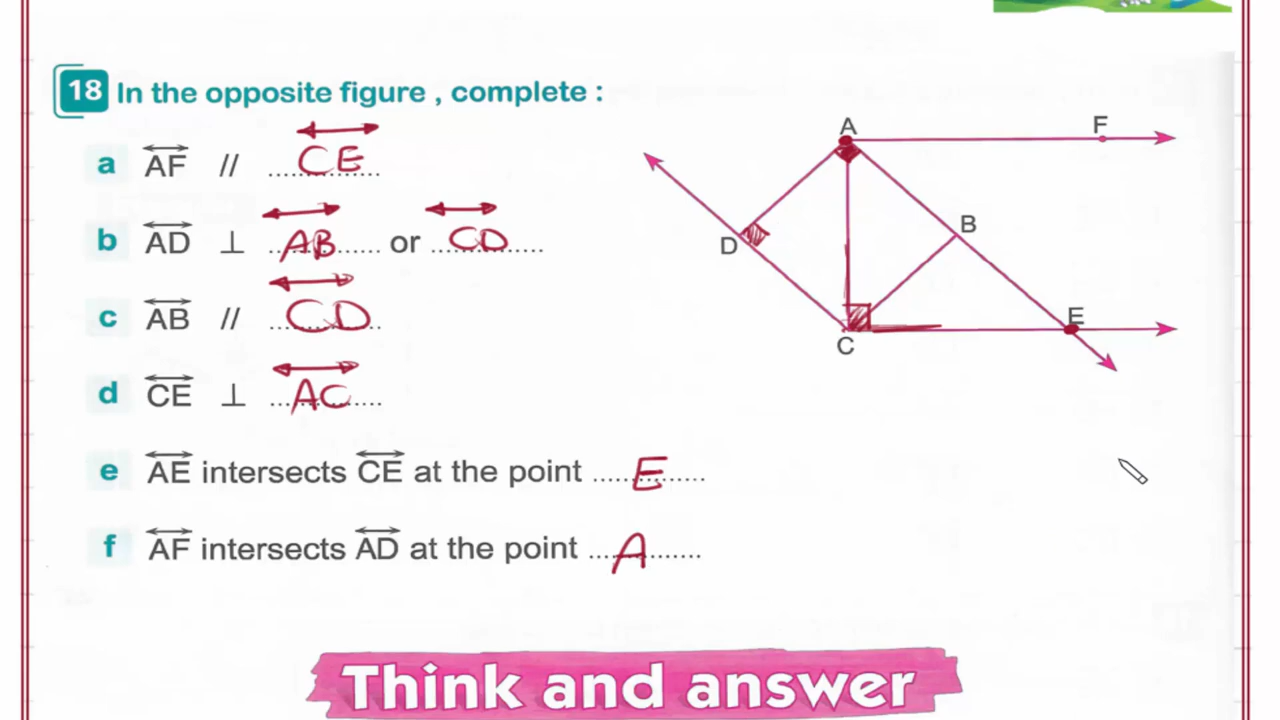 18 In the opposite figure , complete :
a AF // CE
b AD ⊥ AB or CD
c AB // CD
d CE ⊥ AC
e AE intersects CE at the point E
f AF intersects AD at the point A
A
F
D
B
E
C
Think and answer